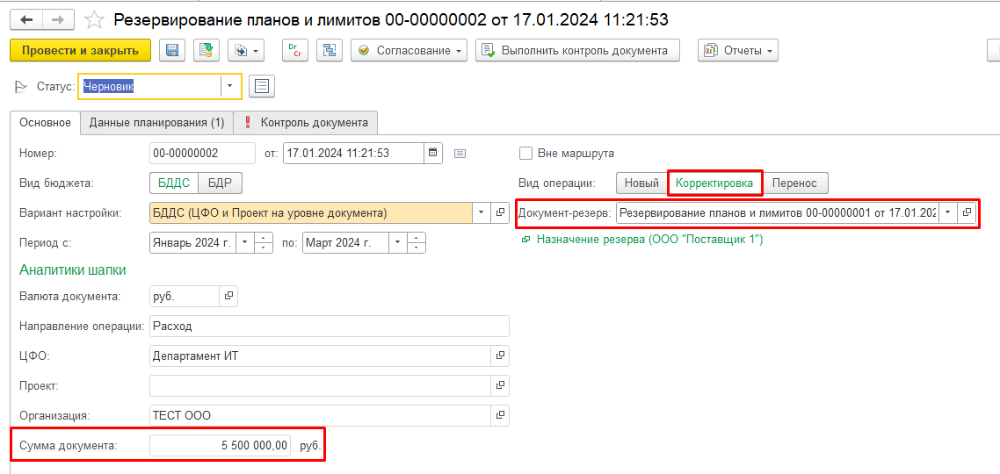 Резервирование планов и лимитов 00-00000002 от 17.01.2024 11:21:53
Провести и закрыть Dr Cr Согласование Выполнить контроль документа Отчеты
Статус: Черновик
Основное Данные планирования (1) Контроль документа
Номер: 00-00000002 от: 17.01.2024 11:21:53 Вне маршрута
Вид бюджета: БДДС БДР Вид операции: Новый Корректировка Перенос
Вариант настройки: БДДС (ЦФО и Проект на уровне документа) Документ-резерв: Резервирование планов и лимитов 00-00000001 от 17.01.202
Период с: Январь 2024 г. по: Март 2024 г. Назначение резерва (ООО "Поставщик 1")
Аналитики шапки
Валюта документа: руб.
Направление операции: Расход
ЦФО: Департамент ИТ
Проект:
Организация: ТЕСТ ООО
Сумма документа: 5 500 000,00 руб.